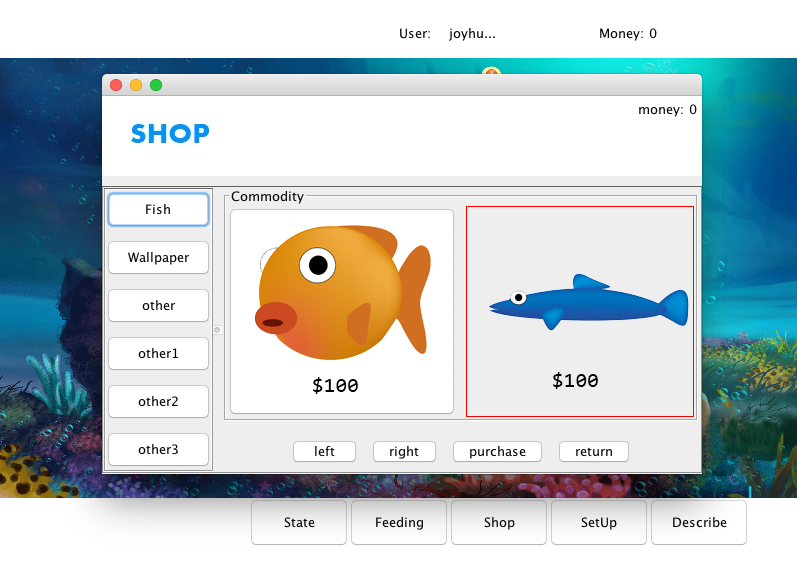 User: joyhu... Money: 0
money: 0
SHOP
Commodity
Fish
Wallpaper
other
other1
other2
other3
$100 $100
left right purchase return
State Feeding Shop SetUp Describe